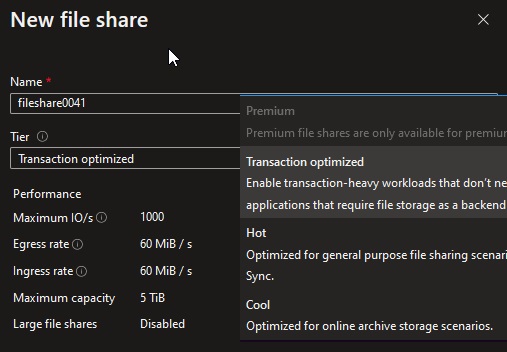 New file share
Name *
fileshare0041
Tier
Transaction optimized
Premium
Premium file shares are only available for premium
Transaction optimized
Enable transaction-heavy workloads that don't
applications that require file storage as a backend
Hot
Optimized for general purpose file sharing
Sync.
Cool
Optimized for online archive storage scenarios.
Performance
Maximum IO/s 1000
Egress rate 60 MiB / s
Ingress rate 60 MiB / s
Maximum capacity 5 TiB
Large file shares Disabled